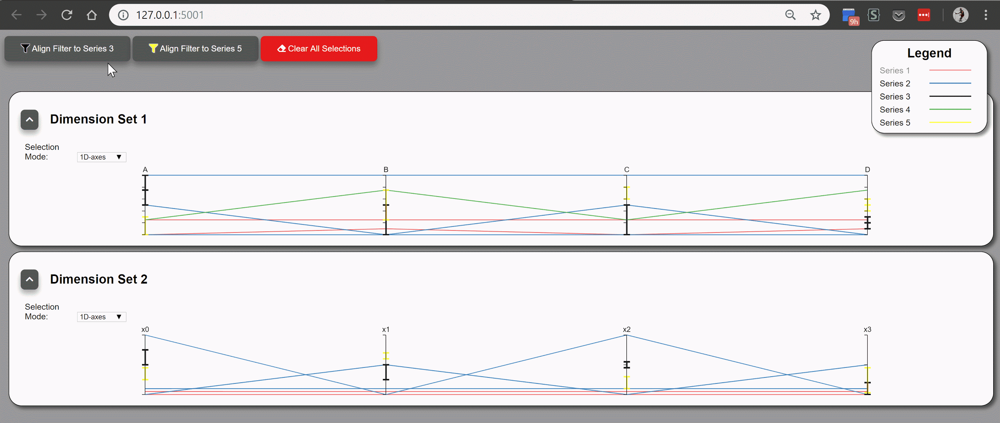 127.0.0.1:5001
9h
S
Align Filter to Series 3
Align Filter to Series 5
Clear All Selections
Legend
Series 1
Series 2
Series 3
Series 4
Series 5
Dimension Set 1
Selection
Mode:
1D-axes
A
B
C
D
Dimension Set 2
Selection
Mode:
1D-axes
x0
x1
x2
x3